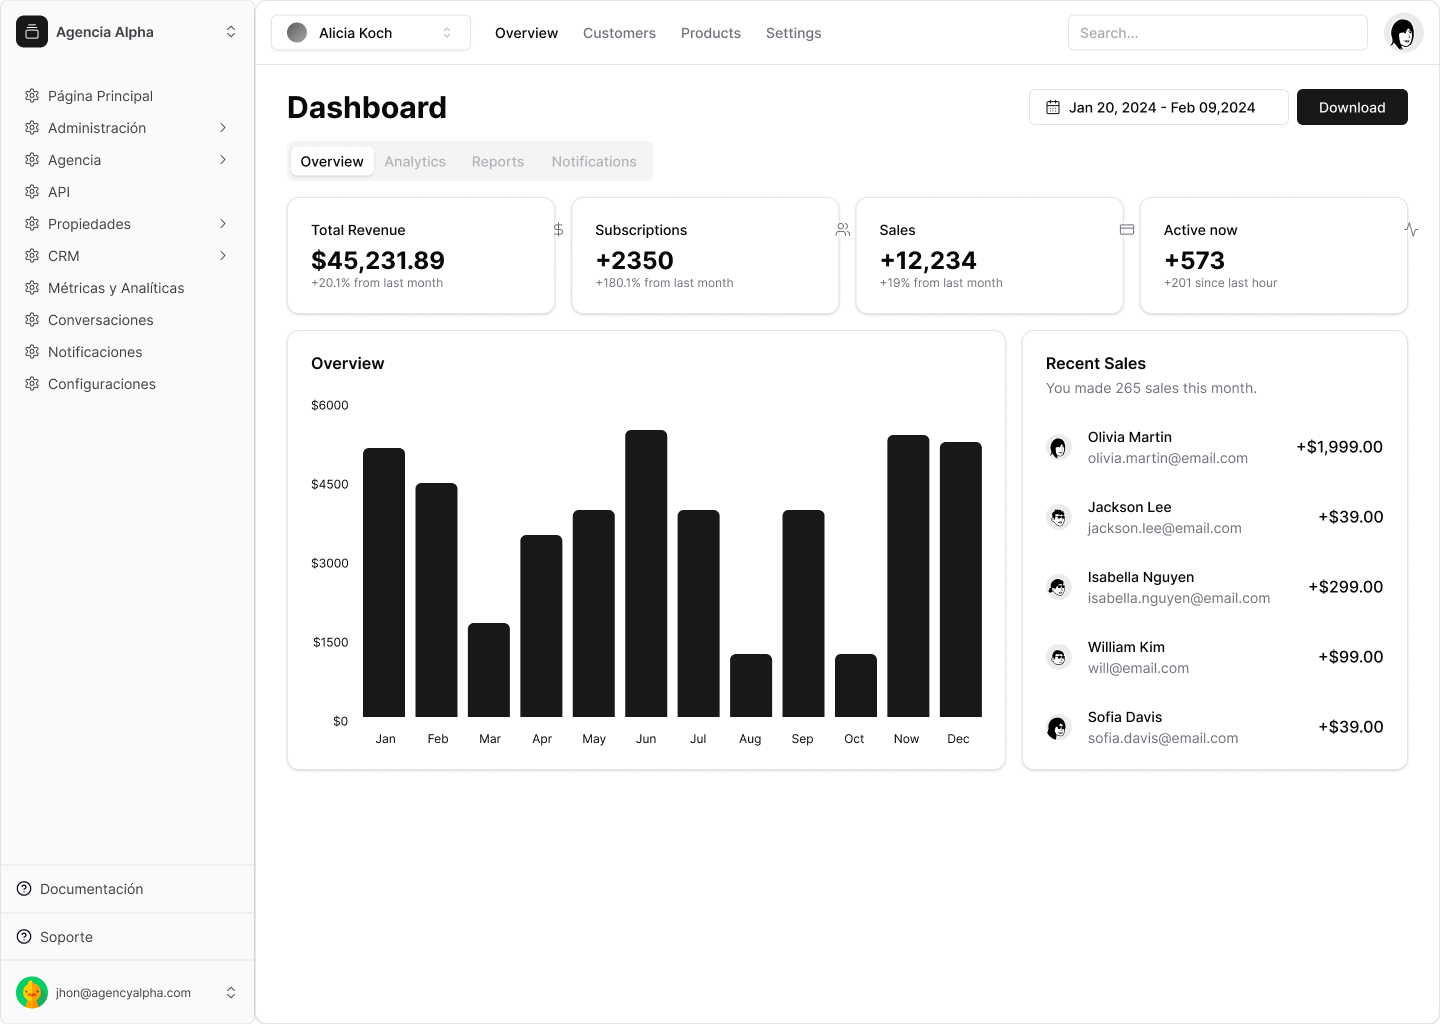 Agencia Alpha
Página Principal
Administración
Agencia
API
Propiedades
CRM
Métricas y Analíticas
Conversaciones
Notificaciones
Configuraciones
Documentación
Soporte
jhon@agencyalpha.com
Alicia Koch
Overview
Customers
Products
Settings
Search...
Dashboard
Jan 20, 2024 - Feb 09,2024
Download
Overview
Analytics
Reports
Notifications
Total Revenue
$45,231.89
+20.1% from last month
Subscriptions
+2350
+180.1% from last month
Sales
+12,234
+19% from last month
Active now
+573
+201 since last hour
Overview
$6000
$4500
$3000
$1500
$0
Jan Feb Mar Apr May Jun Jul Aug Sep Oct Now Dec
Recent Sales
You made 265 sales this month.
Olivia Martin
olivia.martin@email.com
+$1,999.00
Jackson Lee
jackson.lee@email.com
+$39.00
Isabella Nguyen
isabella.nguyen@email.com
+$299.00
William Kim
will@email.com
+$99.00
Sofia Davis
sofia.davis@email.com
+$39.00